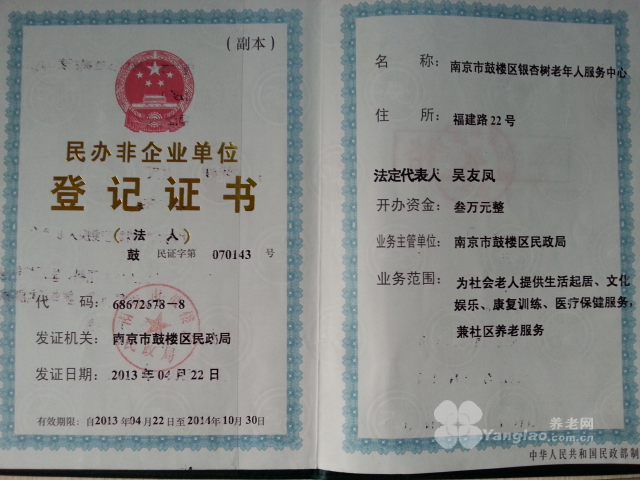 （副本）
民办非企业单位
登记证书
（法 人）
鼓 民证字第 070143 号
代 码：68672678-8
发证机关：南京市鼓楼区民政局
发证日期：2013 年 04 月 22 日
有效期限：自2013 年04 月22 日至 2014 年10 月 30 日
名 称：南京市鼓楼区银杏树老年人服务中心
住 所：福建路 22 号
法定代表人 吴友凤
开办资金：叁万元整
业务主管单位：南京市鼓楼区民政局
业务范围：为社会老人提供生活起居、文化
娱乐、康复训练、医疗保健服务，
兼社区养老服务
养老网
Yanglao.com.cn
中华人民共和国民政部制